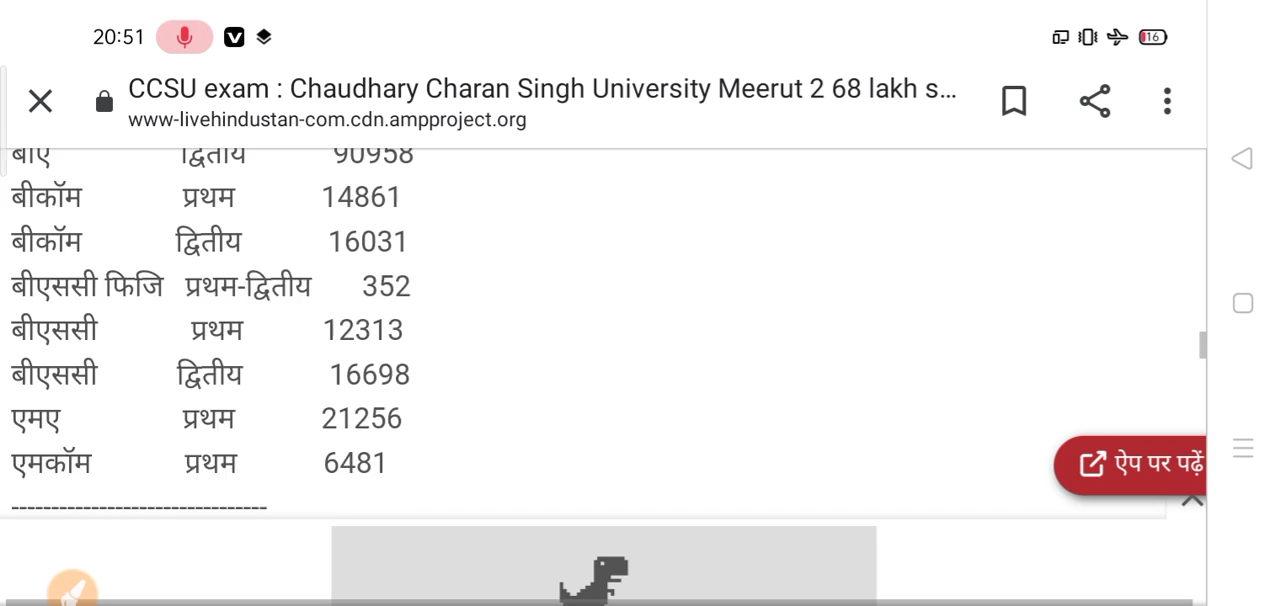 20:51 16
CCSU exam : Chaudhary Charan Singh University Meerut 2 68 lakh s...
www-livehindustan-com.cdn.ampproject.org
बीए द्वितीय 90958
बीकॉम प्रथम 14861
बीकॉम द्वितीय 16031
बीएससी फिजि प्रथम-द्वितीय 352
बीएससी प्रथम 12313
बीएससी द्वितीय 16698
एमए प्रथम 21256
एमकॉम प्रथम 6481
--------------------------------
ऐप पर पढ़ें